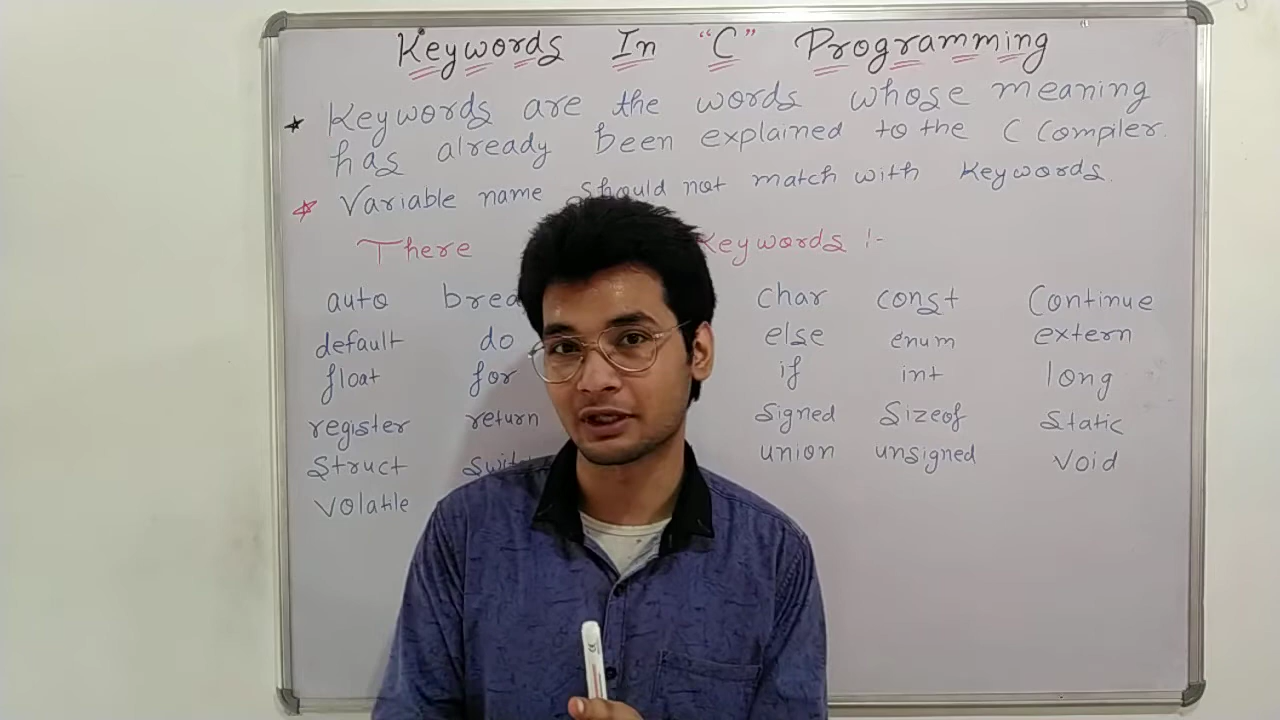 Keywords In "C" Programming
Keywords are the words whose meaning
has already been explained to the C Compiler.
Variable name should not match with Keywords.
There Keywords :-
auto brea char const Continue
default do else enum extern
float for if int long
register return signed sizeof static
struct swit union unsigned void
volatile